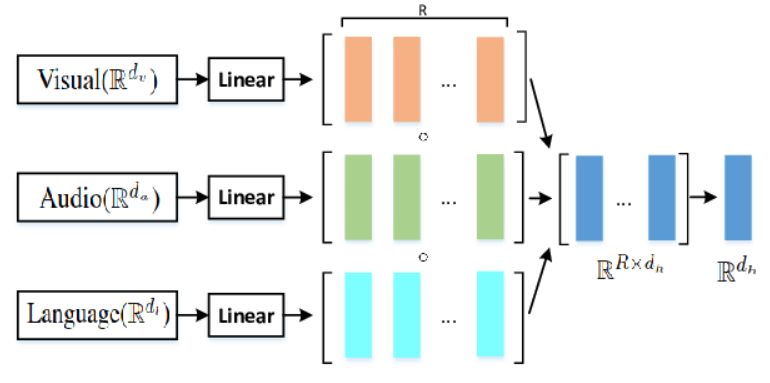 R
Visual(ℝ^{d_v})
Linear
...
∘
Audio(ℝ^{d_a})
Linear
...
...
ℝ^{R×d_h}
ℝ^{d_h}
∘
Language(ℝ^{d_l})
Linear
...